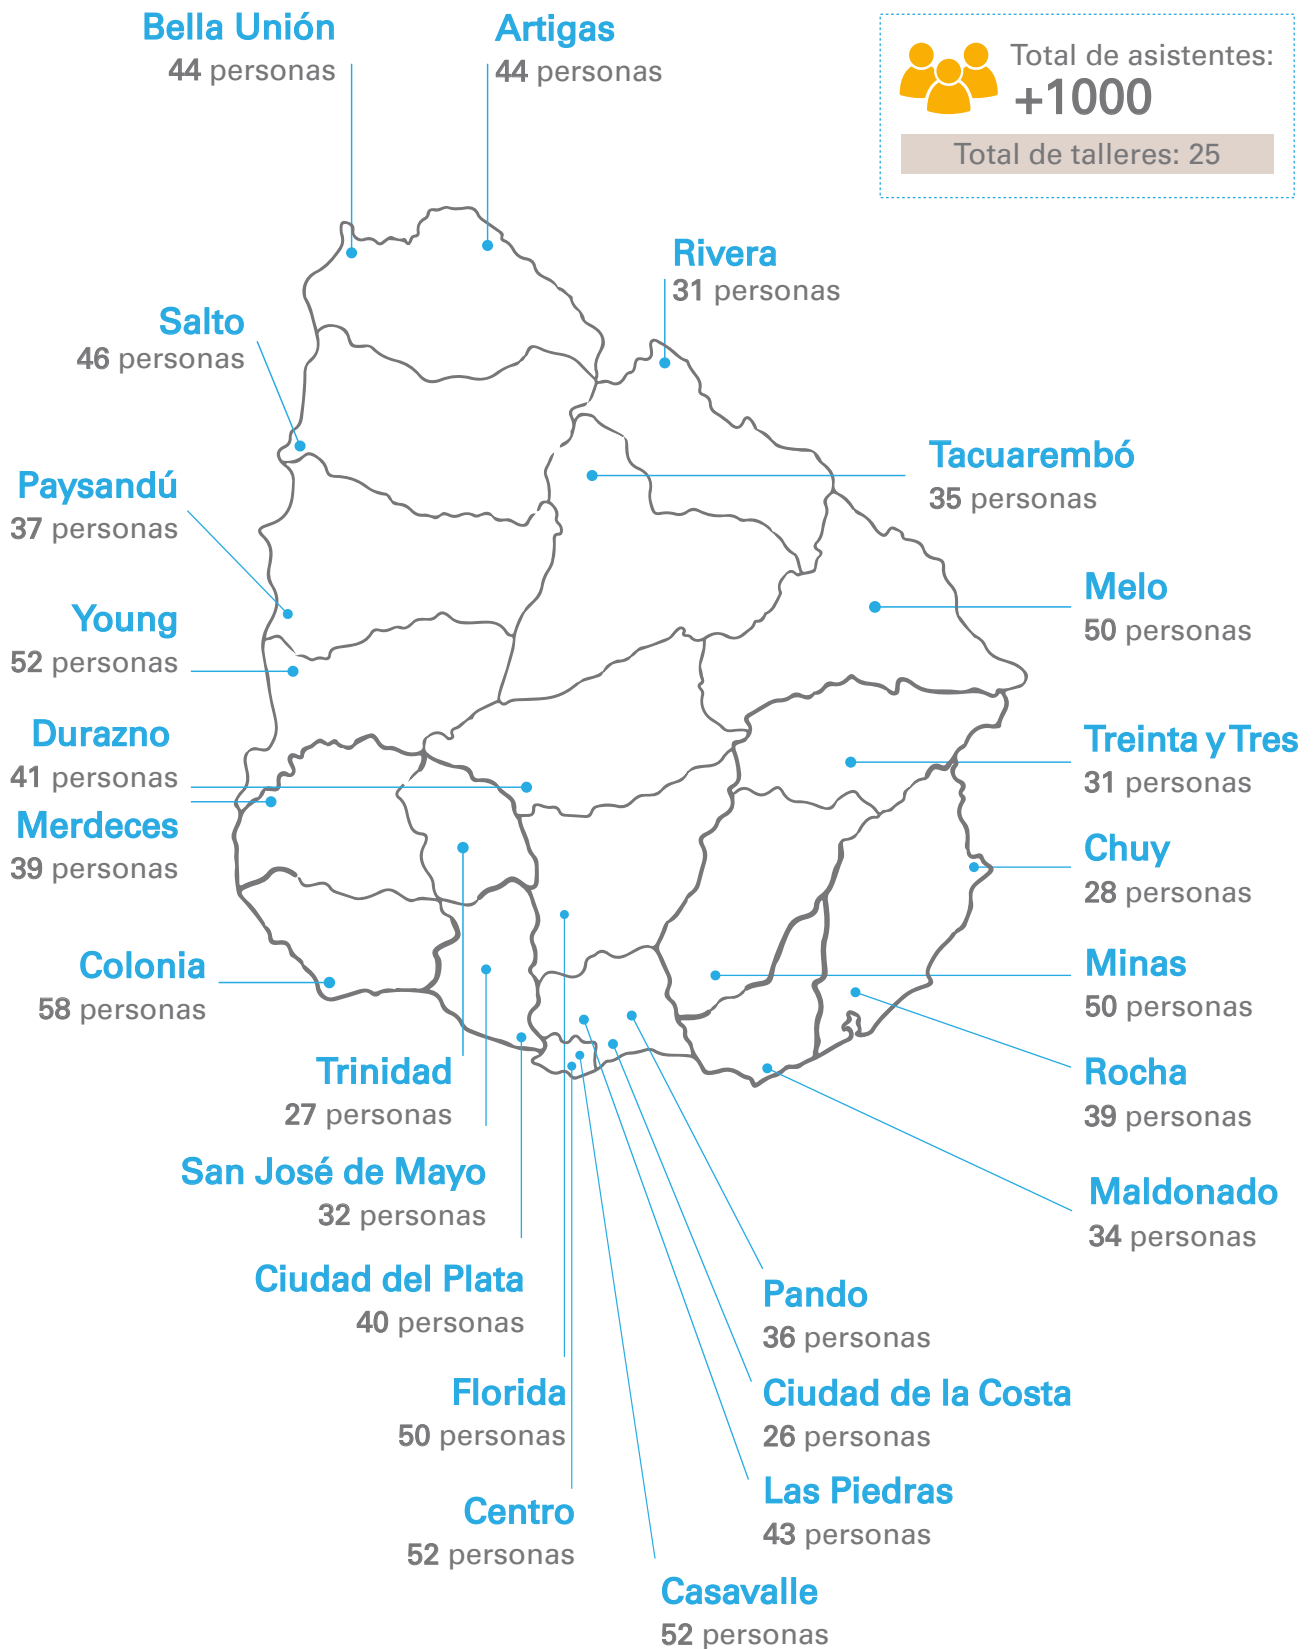 Bella Unión
44 personas
Artigas
44 personas
Total de asistentes:
+1000
Total de talleres: 25
Rivera
31 personas
Salto
46 personas
Tacuarembó
35 personas
Paysandú
37 personas
Melo
50 personas
Young
52 personas
Durazno
41 personas
Treinta y Tres
31 personas
Merdeces
39 personas
Chuy
28 personas
Colonia
58 personas
Minas
50 personas
Trinidad
27 personas
Rocha
39 personas
San José de Mayo
32 personas
Maldonado
34 personas
Ciudad del Plata
40 personas
Pando
36 personas
Florida
50 personas
Ciudad de la Costa
26 personas
Centro
52 personas
Las Piedras
43 personas
Casavalle
52 personas